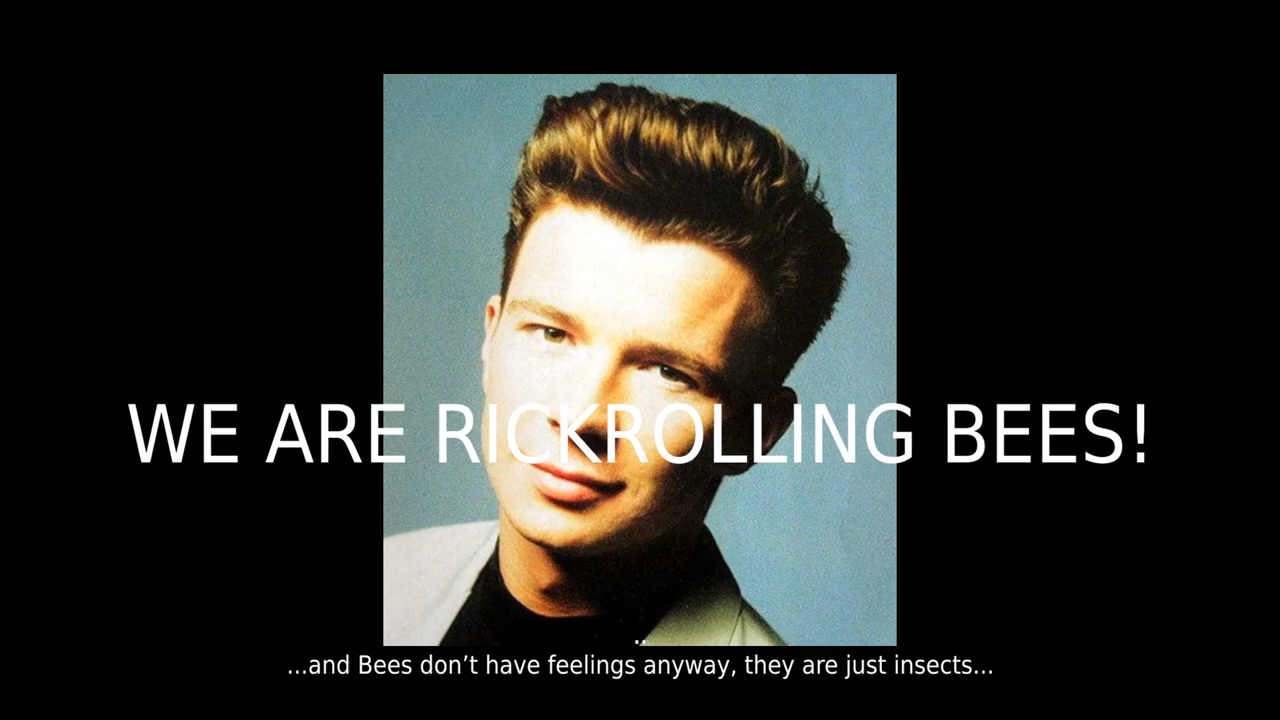 WE ARE RICKROLLING BEES!
..
...and Bees don’t have feelings anyway, they are just insects...